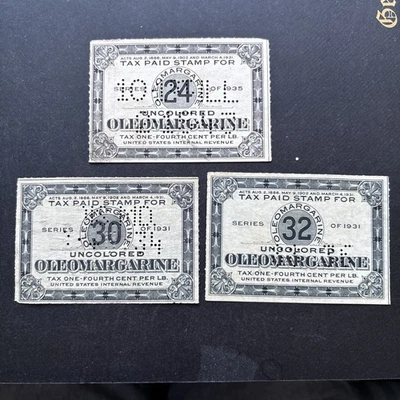 ACTS AUG. 2, 1886, MAY 9, 1902 AND MARCH 4, 1931
TAX PAID STAMP FOR
OLEOMARGARINE
SERIES 24 OF 1935
UNCOLORED
OLEOMARGARINE
TAX ONE-FOURTH CENT PER LB.
UNITED STATES INTERNAL REVENUE
ACTS AUG. 2, 1886, MAY 9, 1902 AND MARCH 4, 1931.
TAX PAID STAMP FOR
OLEOMARGARINE
SERIES 30 OF 1931
UNCOLORED
OLEOMARGARINE
TAX ONE-FOURTH CENT PER LB.
UNITED STATES INTERNAL REVENUE
ACTS AUG. 2, 1886, MAY 9, 1902 AND MARCH 4, 1931.
TAX PAID STAMP FOR
OLEOMARGARINE
SERIES 32 OF 1931
UNCOLORED
OLEOMARGARINE
TAX ONE-FOURTH CENT PER LB.
UNITED STATES INTERNAL REVENUE